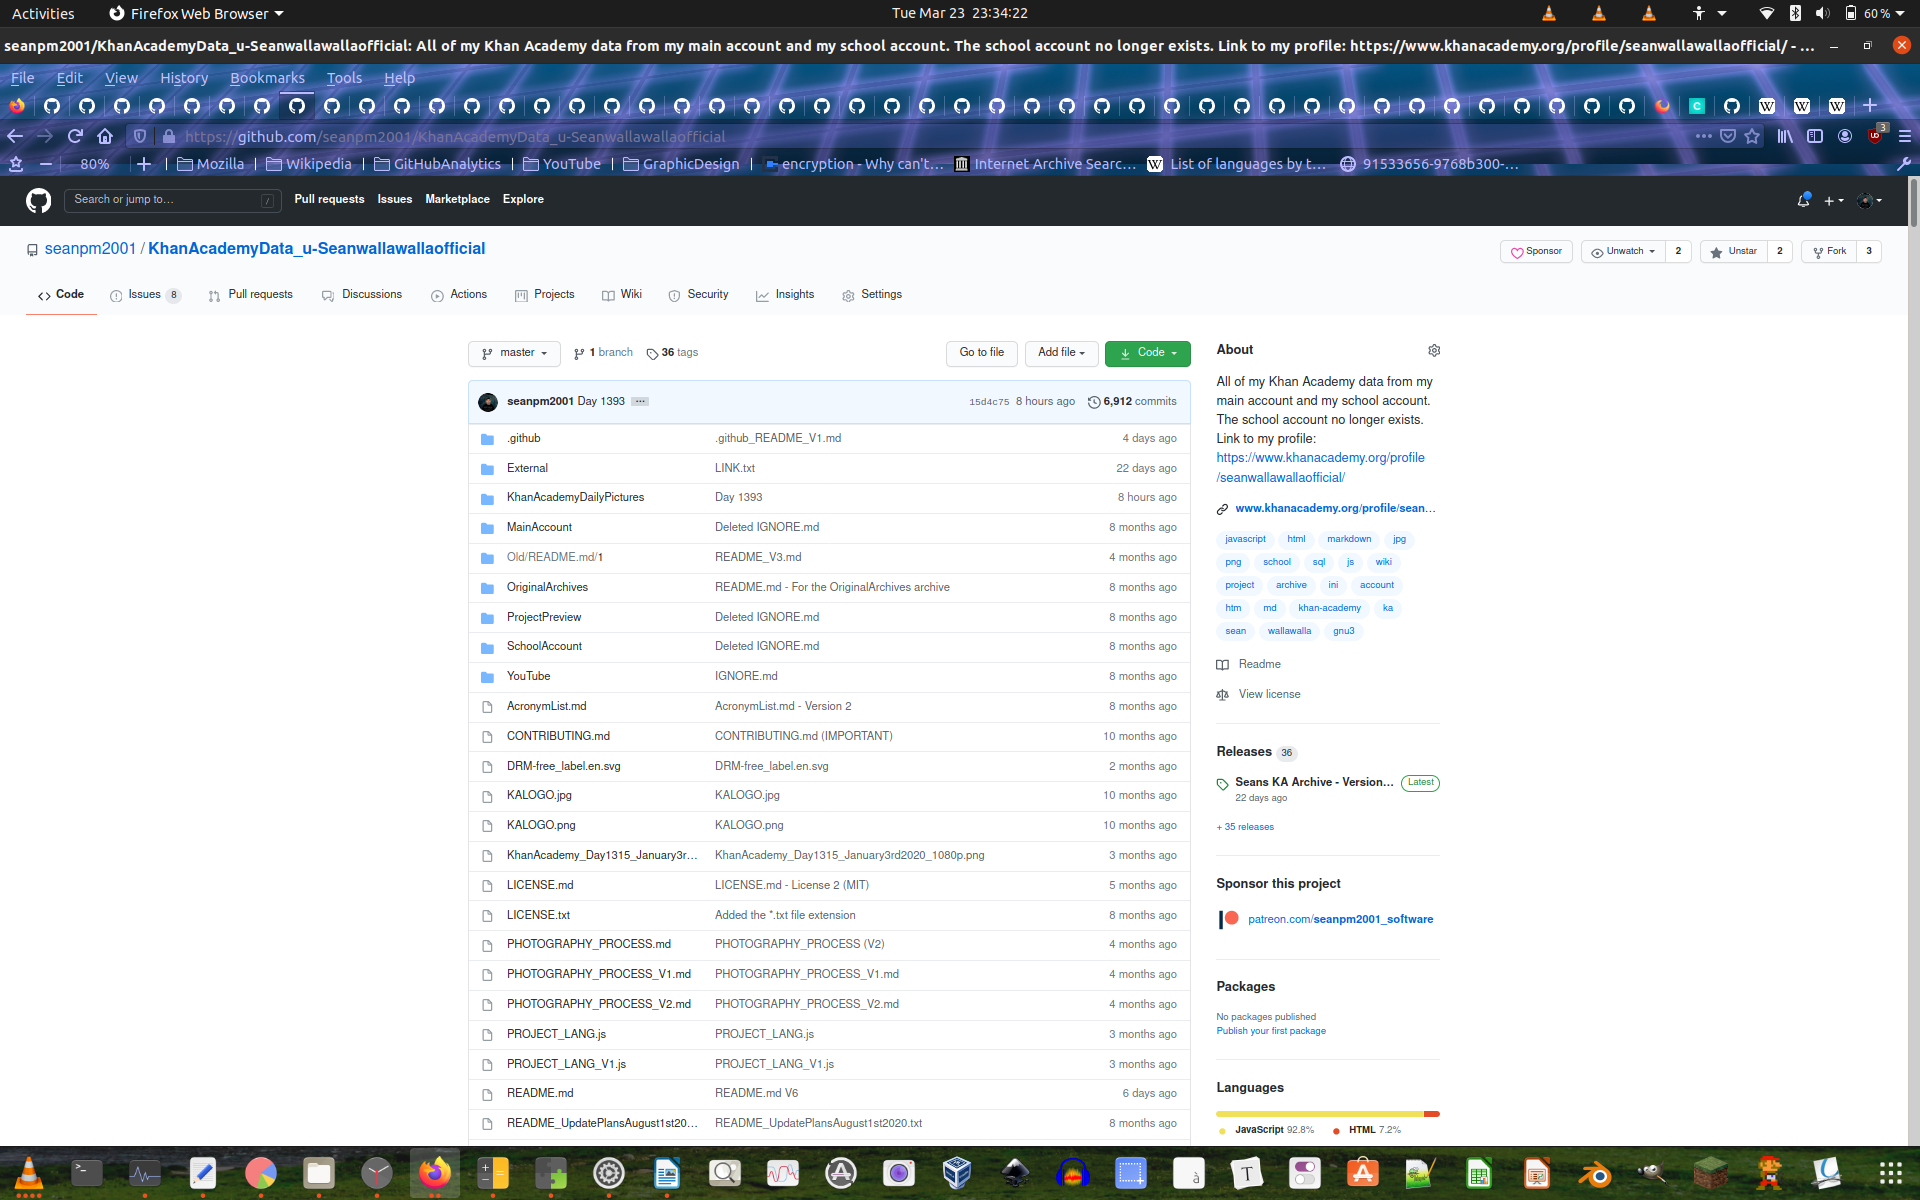 Activities Firefox Web Browser Tue Mar 23 23:34:22 60 %
seanpm2001/KhanAcademyData_u-Seanwallawallaofficial: All of my Khan Academy data from my main account and my school account. The school account no longer exists. Link to my profile: https://www.khanacademy.org/profile/seanwallawallaofficial/ - ...
File Edit View History Bookmarks Tools Help
https://github.com/seanpm2001/KhanAcademyData_u-Seanwallawallaofficial 3
80% Mozilla Wikipedia GitHubAnalytics YouTube GraphicDesign encryption - Why can't... Internet Archive Searc... List of languages by t... 91533656-9768b300-...
Search or jump to... / Pull requests Issues Marketplace Explore
seanpm2001 / KhanAcademyData_u-Seanwallawallaofficial Sponsor Unwatch 2 Unstar 2 Fork 3
Code Issues 8 Pull requests Discussions Actions Projects Wiki Security Insights Settings
master 1 branch 36 tags Go to file Add file Code
seanpm2001 Day 1393 ... 15d4c75 8 hours ago 6,912 commits
.github .github_README_V1.md 4 days ago
External LINK.txt 22 days ago
KhanAcademyDailyPictures Day 1393 8 hours ago
MainAccount Deleted IGNORE.md 8 months ago
Old/README.md/1 README_V3.md 4 months ago
OriginalArchives README.md - For the OriginalArchives archive 8 months ago
ProjectPreview Deleted IGNORE.md 8 months ago
SchoolAccount Deleted IGNORE.md 8 months ago
YouTube IGNORE.md 8 months ago
AcronymList.md AcronymList.md - Version 2 8 months ago
CONTRIBUTING.md CONTRIBUTING.md (IMPORTANT) 10 months ago
DRM-free_label.en.svg DRM-free_label.en.svg 2 months ago
KALOGO.jpg KALOGO.jpg 10 months ago
KALOGO.png KALOGO.png 10 months ago
KhanAcademy_Day1315_January3r... KhanAcademy_Day1315_January3rd2020_1080p.png 3 months ago
LICENSE.md LICENSE.md - License 2 (MIT) 5 months ago
LICENSE.txt Added the *.txt file extension 8 months ago
PHOTOGRAPHY_PROCESS.md PHOTOGRAPHY_PROCESS (V2) 4 months ago
PHOTOGRAPHY_PROCESS_V1.md PHOTOGRAPHY_PROCESS_V1.md 4 months ago
PHOTOGRAPHY_PROCESS_V2.md PHOTOGRAPHY_PROCESS_V2.md 4 months ago
PROJECT_LANG.js PROJECT_LANG.js 3 months ago
PROJECT_LANG_V1.js PROJECT_LANG_V1.js 3 months ago
README.md README.md V6 6 days ago
README_UpdatePlansAugust1st20... README_UpdatePlansAugust1st2020.txt 8 months ago
About
All of my Khan Academy data from my
main account and my school account.
The school account no longer exists.
Link to my profile:
https://www.khanacademy.org/profile
/seanwallawallaofficial/
www.khanacademy.org/profile/sean...
javascript html markdown jpg
png school sql js wiki
project archive ini account
htm md khan-academy ka
sean wallawalla gnu3
Readme
View license
Releases 36
Seans KA Archive - Version... Latest
22 days ago
+ 35 releases
Sponsor this project
patreon.com/seanpm2001_software
Packages
No packages published
Publish your first package
Languages
JavaScript 92.8% HTML 7.2%